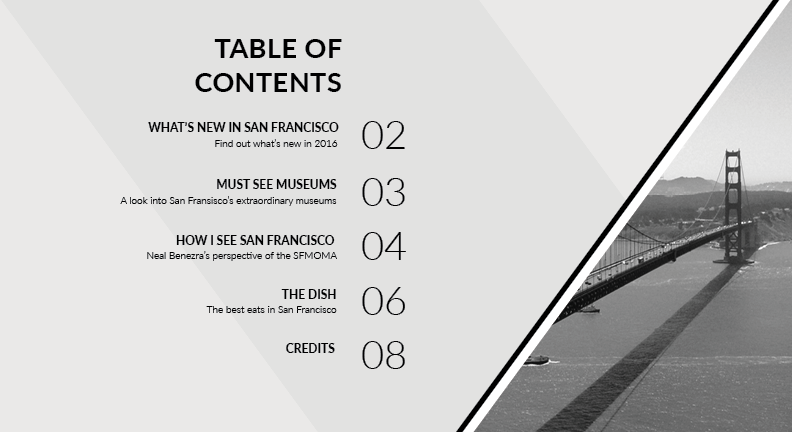 TABLE OF
CONTENTS
WHAT'S NEW IN SAN FRANCISCO 02
Find out what's new in 2016
MUST SEE MUSEUMS 03
A look into San Fransisco's extraordinary museums
HOW I SEE SAN FRANCISCO 04
Neal Benezra's perspective of the SFMOMA
THE DISH 06
The best eats in San Francisco
CREDITS 08